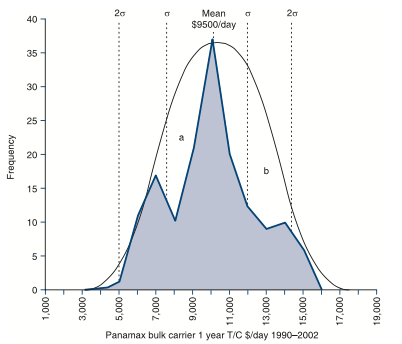 2σ
σ
Mean
$9500/day
σ
2σ
40
35
30
25
20
15
10
5
0
Frequency
a
b
1,000
3,000
5,000
7,000
9,000
11,000
13,000
15,000
17,000
19,000
Panamax bulk carrier 1 year T/C $/day 1990–2002